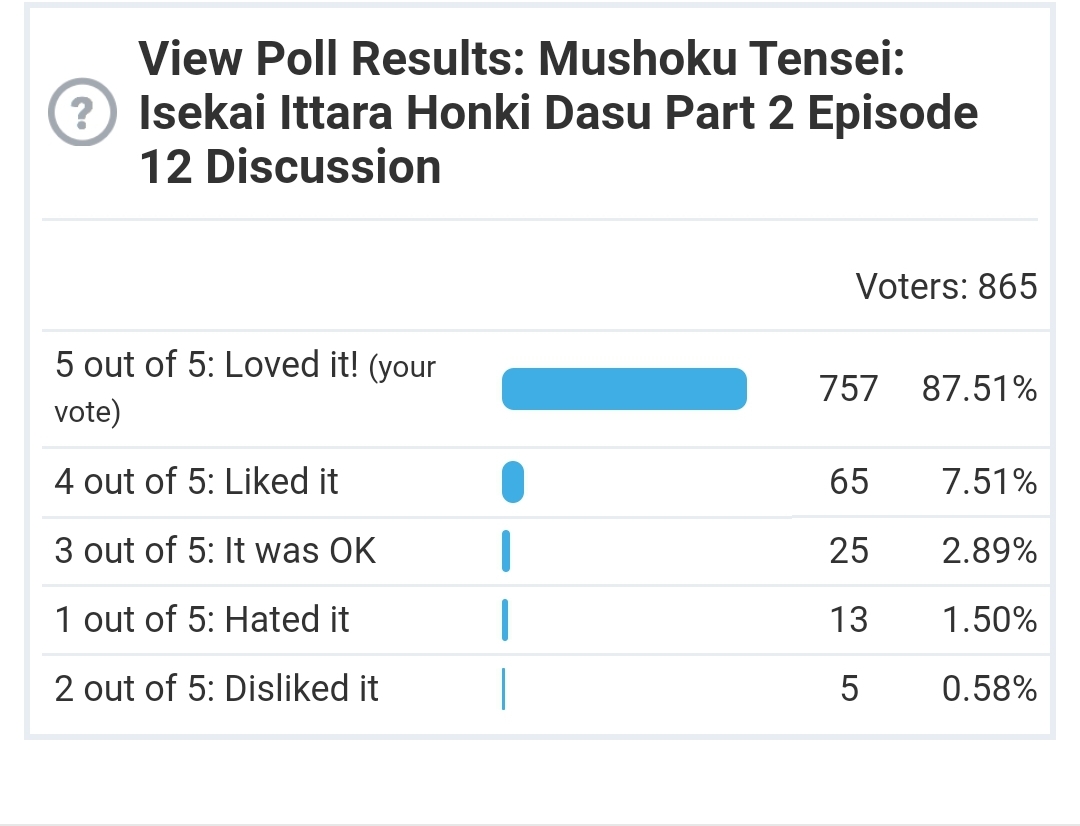 View Poll Results: Mushoku Tensei:
Isekai Ittara Honki Dasu Part 2 Episode
12 Discussion
?
Voters: 865
5 out of 5: Loved it! (your
vote) 757 87.51%
4 out of 5: Liked it 65 7.51%
3 out of 5: It was OK 25 2.89%
1 out of 5: Hated it 13 1.50%
2 out of 5: Disliked it 5 0.58%